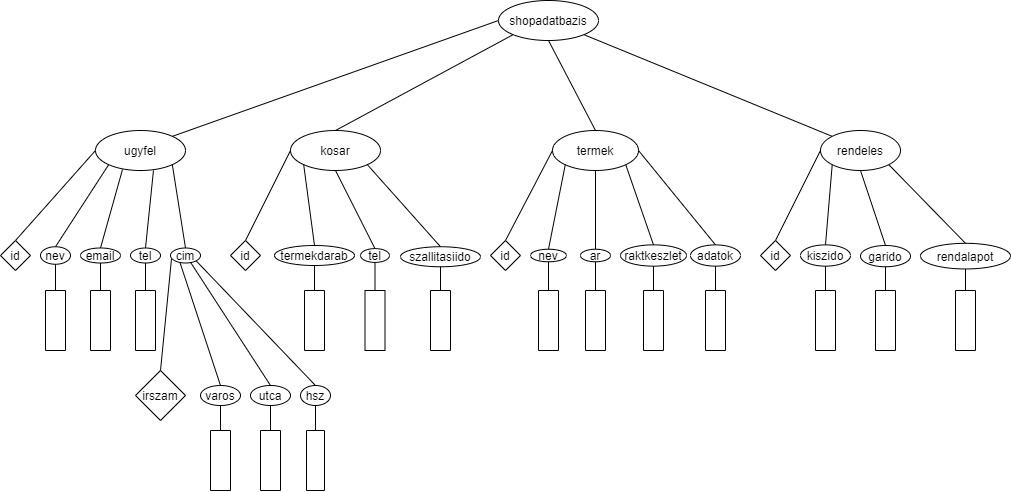 shopadatbazis
ugyfel
kosar
termek
rendeles
id
nev
email
tel
cim
id
termekdarab
tel
szallitasiido
id
nev
ar
raktkeszlet
adatok
id
kiszido
garido
rendalapot
irszam
varos
utca
hsz